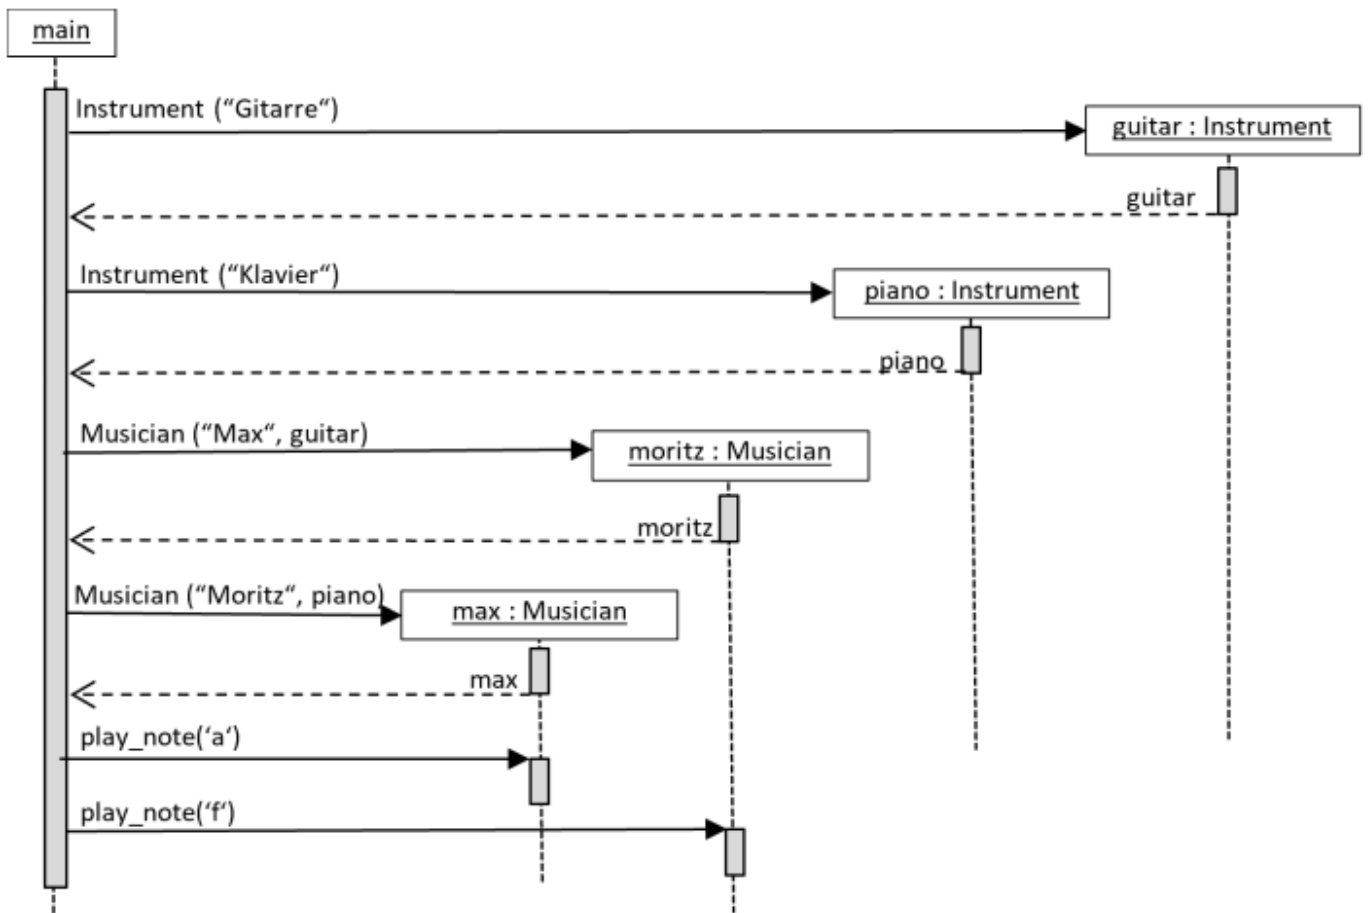 main
Instrument (“Gitarre“)
guitar : Instrument
guitar
Instrument (“Klavier“)
piano : Instrument
piano
Musician (“Max“, guitar)
moritz : Musician
moritz
Musician (“Moritz“, piano)
max : Musician
max
play_note(‘a‘)
play_note(‘f‘)